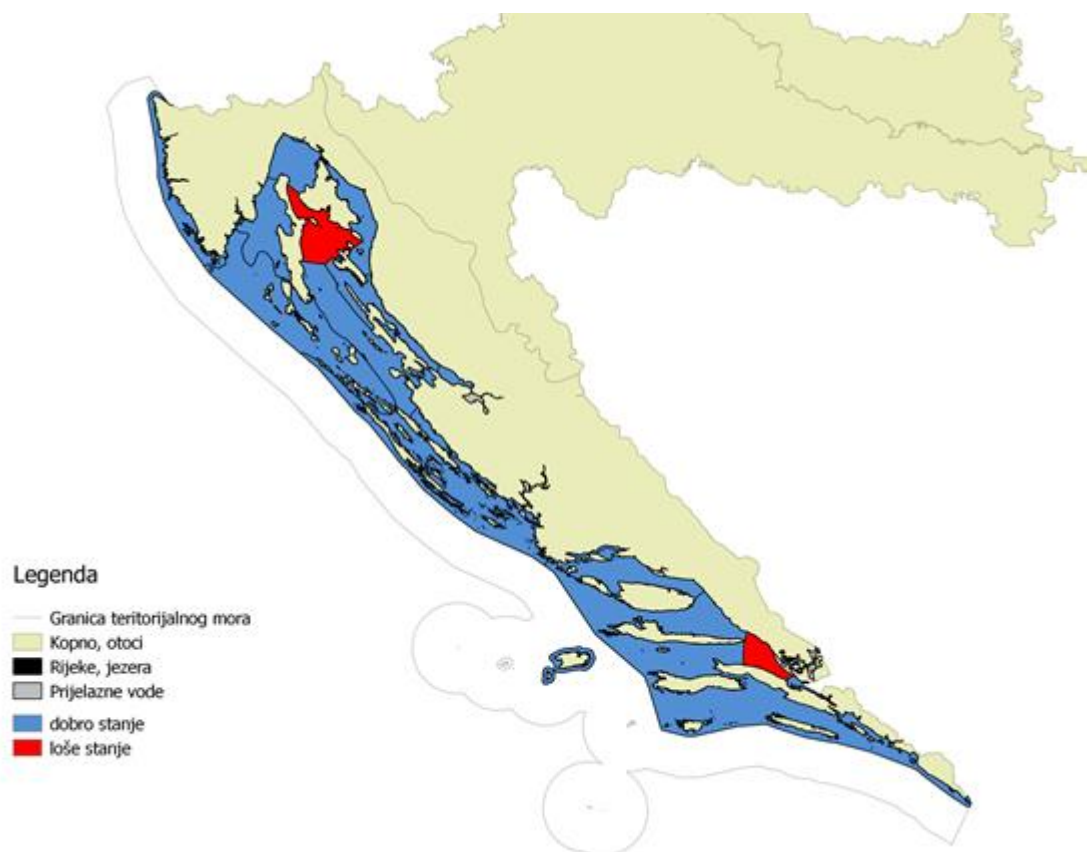 Legenda
Granica teritorijalnog mora
Kopno, otoci
Rijeke, jezera
Prijelazne vode
dobro stanje
loše stanje